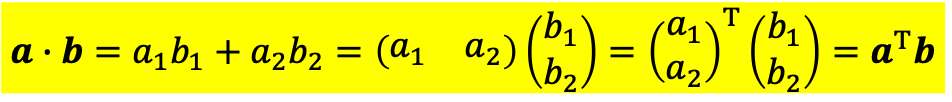 𝒂 · 𝒃 = a₁b₁ + a₂b₂ = (a₁ a₂) (b₁ b₂) = (a₁ a₂)ᵀ (b₁ b₂) = 𝒂ᵀ𝒃